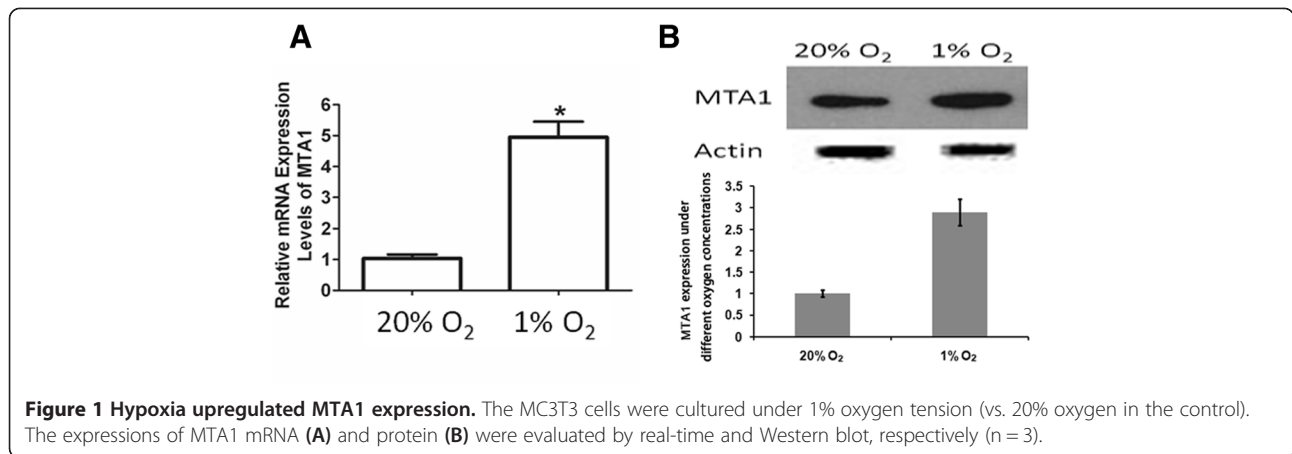 A
Relative mRNA Expression
Levels of MTA1
6
5
4
3
2
1
0
*
20% O2
1% O2
B
20% O2 1% O2
MTA1
Actin
MTA1 expression under
different oxygen concentrations
3.5
3
2.5
2
1.5
1
0.5
0
20% O2
1% O2
Figure 1 Hypoxia upregulated MTA1 expression. The MC3T3 cells were cultured under 1% oxygen tension (vs. 20% oxygen in the control).
The expressions of MTA1 mRNA (A) and protein (B) were evaluated by real-time and Western blot, respectively (n = 3).